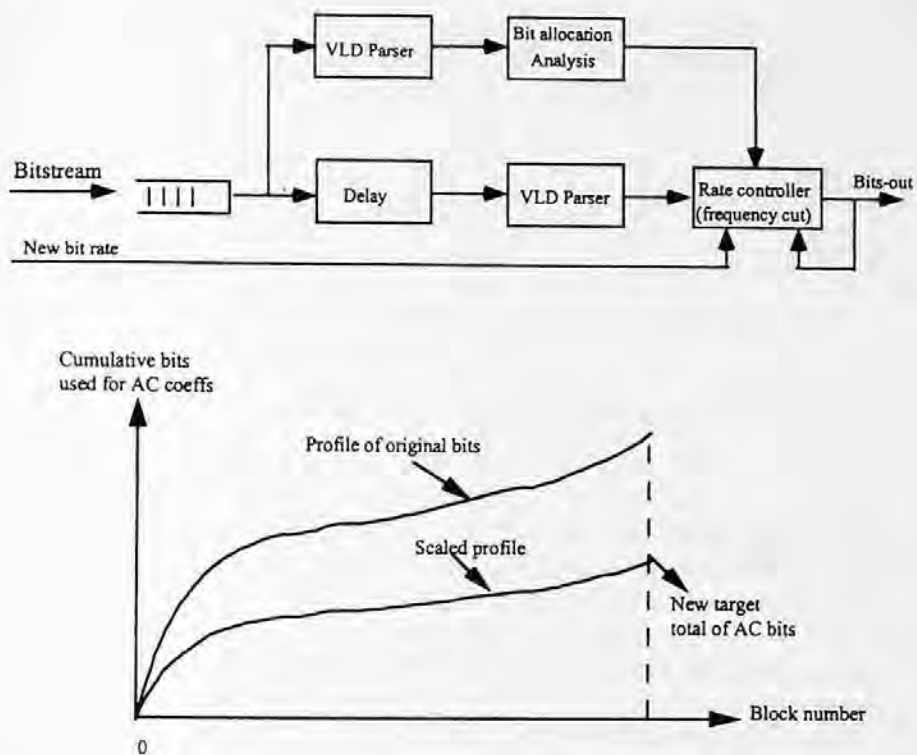 VLD Parser
Bit allocation
Analysis
Bitstream
Delay
VLD Parser
Rate controller
(frequency cut)
Bits-out
New bit rate
Cumulative bits
used for AC coeffs
Profile of original bits
Scaled profile
New target
total of AC bits
Block number
0